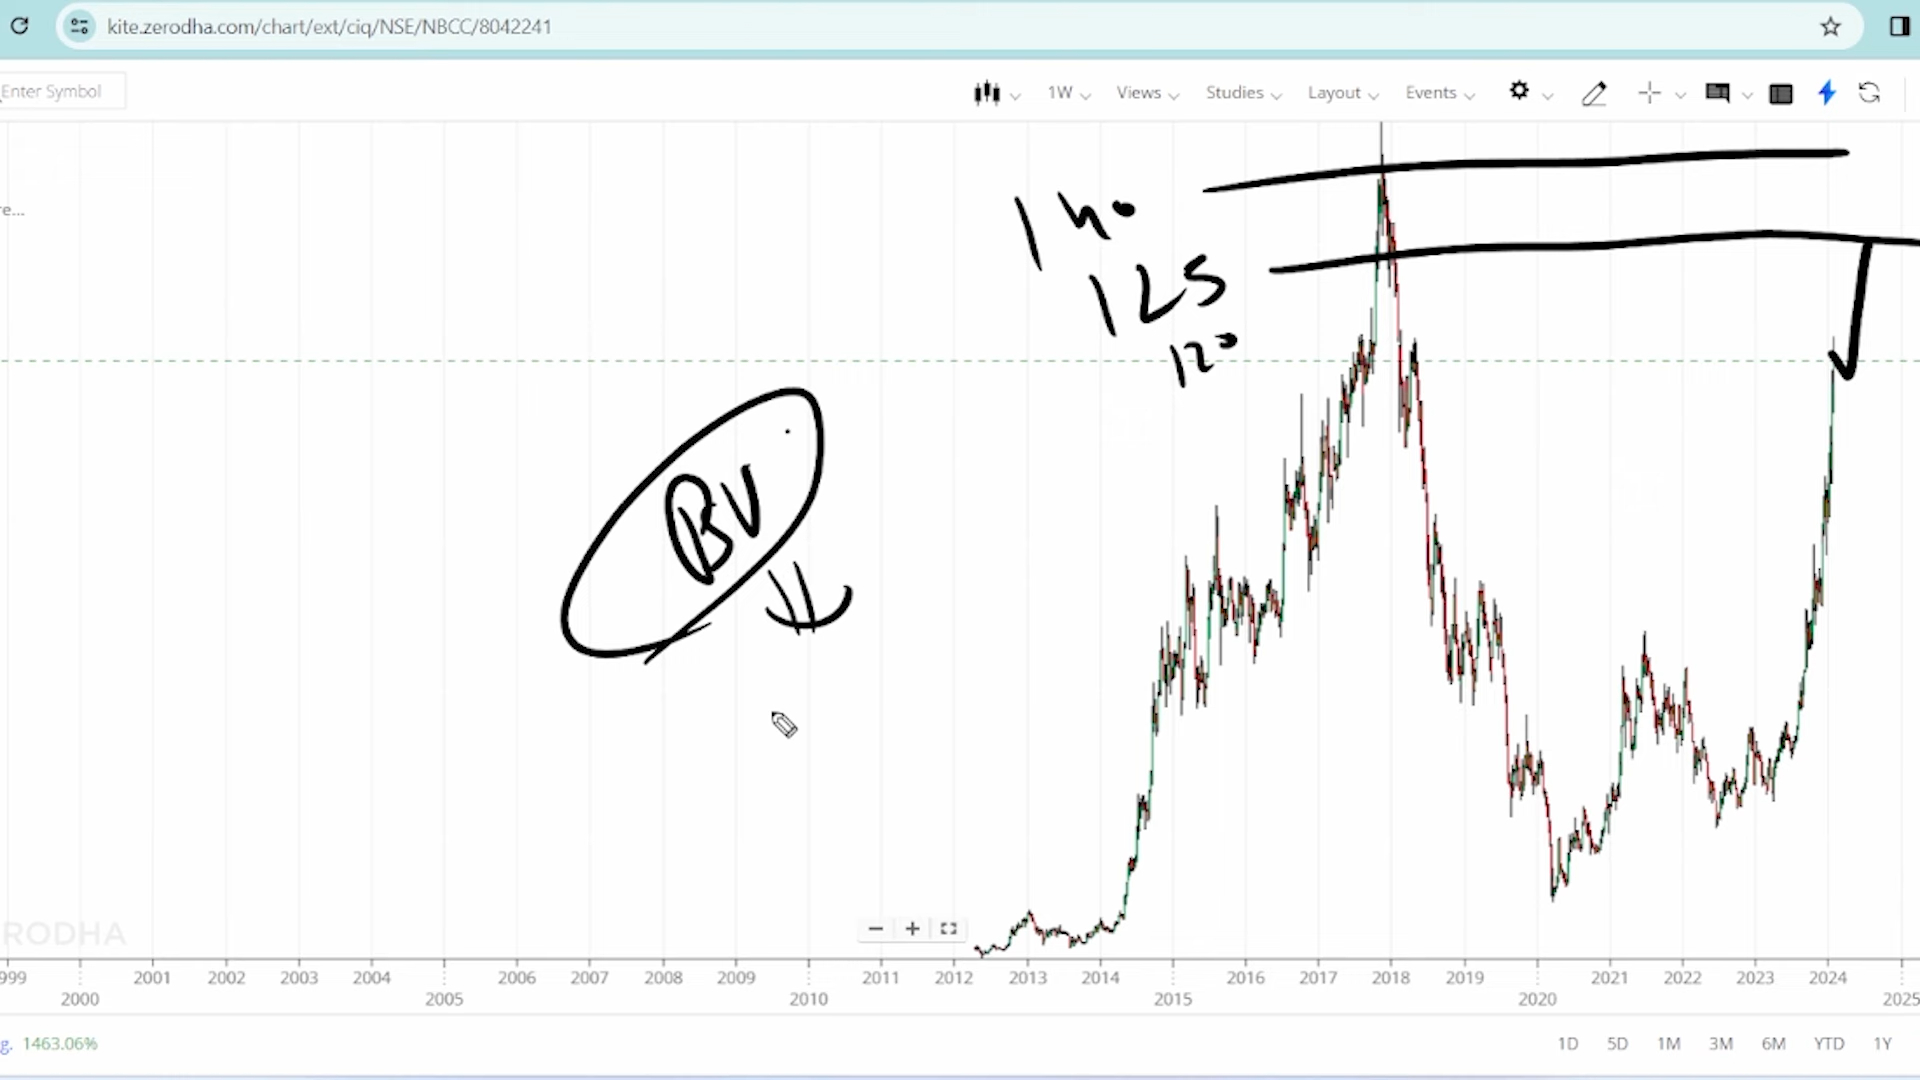 kite.zerodha.com/chart/ext/ciq/NSE/NBCC/8042241
Enter Symbol
1W Views Studies Layout Events
re...
140
125
120
BV
RODHA
999 2001 2002 2003 2004 2006 2007 2008 2009 2011 2012 2013 2014 2016 2017 2018 2019 2021 2022 2023 2024
2000 2005 2010 2015 2020 2025
g. 1463.06%
1D 5D 1M 3M 6M YTD 1Y